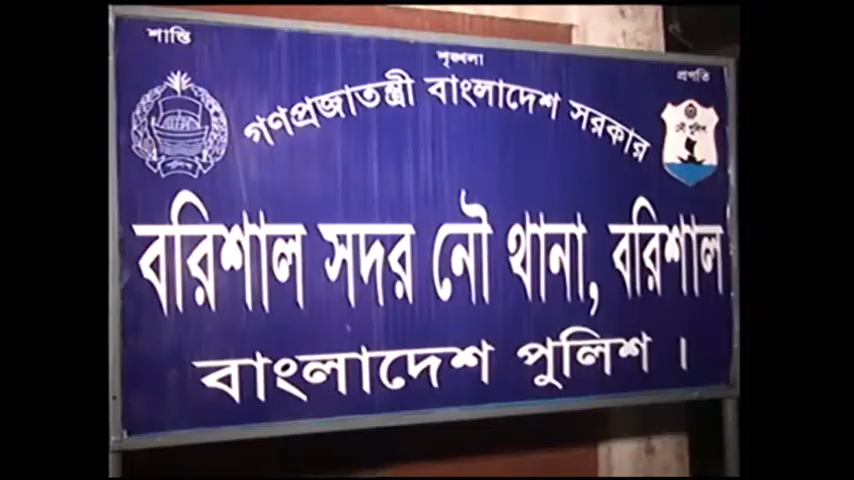 শান্তি শৃঙ্খলা প্রগতি
গণপ্রজাতন্ত্রী বাংলাদেশ সরকার
নৌ পুলিশ
বরিশাল সদর নৌ থানা, বরিশাল
বাংলাদেশ পুলিশ ।